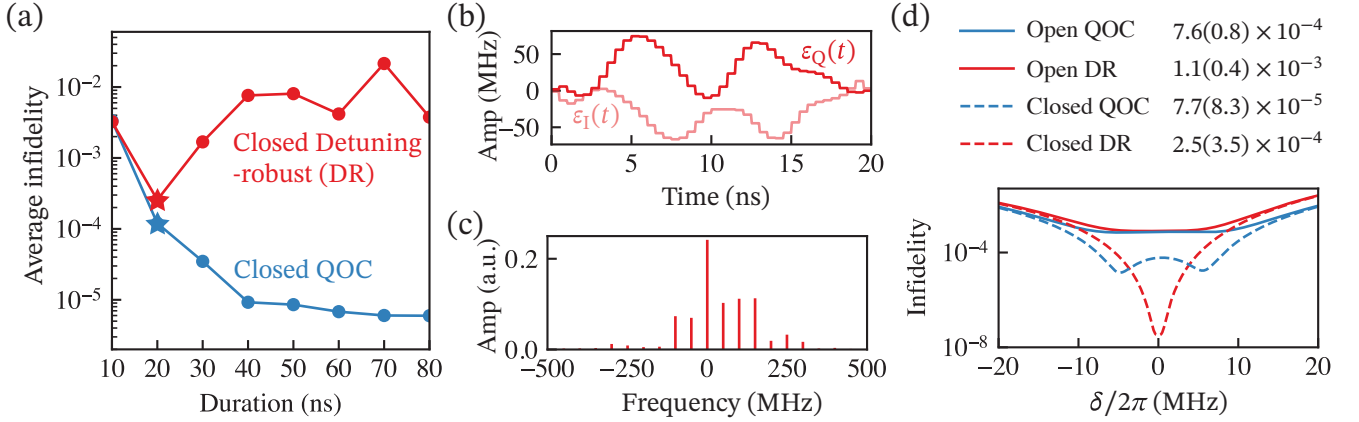 (a)
Average infidelity
10⁻²
10⁻³
10⁻⁴
10⁻⁵
Closed Detuning
-robust (DR)
Closed QOC
10 20 30 40 50 60 70 80
Duration (ns)
(b)
Amp (MHz)
50
0
−50
ε_Q(t)
ε_I(t)
0 5 10 15 20
Time (ns)
(c)
Amp (a.u.)
0.2
0.0
−500 −250 0 250 500
Frequency (MHz)
(d)
Open QOC 7.6(0.8) × 10⁻⁴
Open DR 1.1(0.4) × 10⁻³
Closed QOC 7.7(8.3) × 10⁻⁵
Closed DR 2.5(3.5) × 10⁻⁴
Infidelity
10⁻⁴
10⁻⁸
−20 −10 0 10 20
δ/2π (MHz)